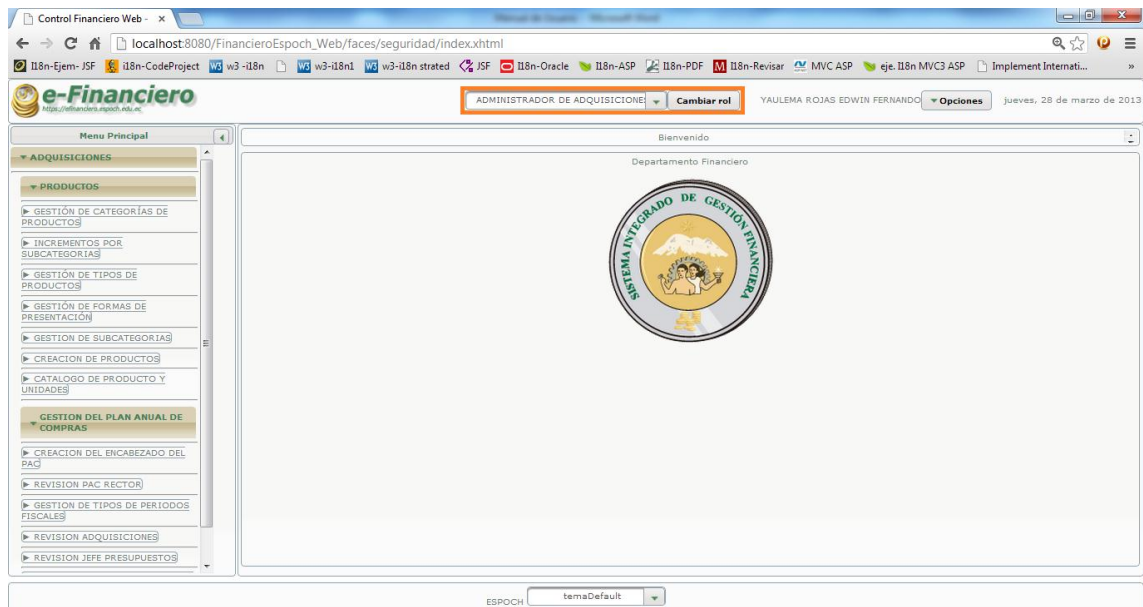 Control Financiero Web -
localhost:8080/FinancieroEspoch_Web/faces/seguridad/index.xhtml
I18n-Ejem- JSF
i18n-CodeProject
w3 -i18n
w3-i18n1
w3-i18n strated
JSF
I18n-Oracle
I18n-ASP
I18n-PDF
I18n-Revisar
MVC ASP
eje. I18n MVC3 ASP
Implement Internati...
»
e-Financiero
ADMINISTRADOR DE ADQUISICIONE
Cambiar rol
YAULEMA ROJAS EDWIN FERNANDO
Opciones
jueves, 28 de marzo de 2013
Menu Principal
Bienvenido
ADQUISICIONES
Departamento Financiero
PRODUCTOS
SISTEMA INTEGRADO DE GESTIÓN FINANCIERA
GESTIÓN DE CATEGORÍAS DE
PRODUCTOS
INCREMENTOS POR
SUBCATEGORIAS
GESTIÓN DE TIPOS DE
PRODUCTOS
GESTIÓN DE FORMAS DE
PRESENTACIÓN
GESTION DE SUBCATEGORIAS
CREACION DE PRODUCTOS
CATALOGO DE PRODUCTO Y
UNIDADES
GESTION DEL PLAN ANUAL DE
COMPRAS
CREACION DEL ENCABEZADO DEL
PAC
REVISION PAC RECTOR
GESTION DE TIPOS DE PERIODOS
FISCALES
REVISION ADQUISICIONES
REVISION JEFE PRESUPUESTOS
ESPOCH
temaDefault